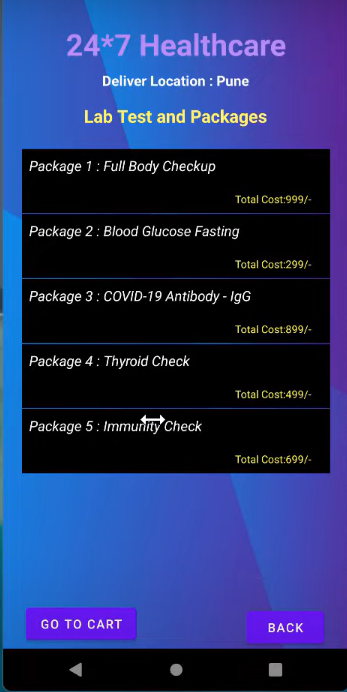 24*7 Healthcare
Deliver Location : Pune
Lab Test and Packages
Package 1 : Full Body Checkup
Total Cost:999/-
Package 2 : Blood Glucose Fasting
Total Cost:299/-
Package 3 : COVID-19 Antibody - IgG
Total Cost:899/-
Package 4 : Thyroid Check
Total Cost:499/-
Package 5 : Immunity Check
Total Cost:699/-
GO TO CART
BACK